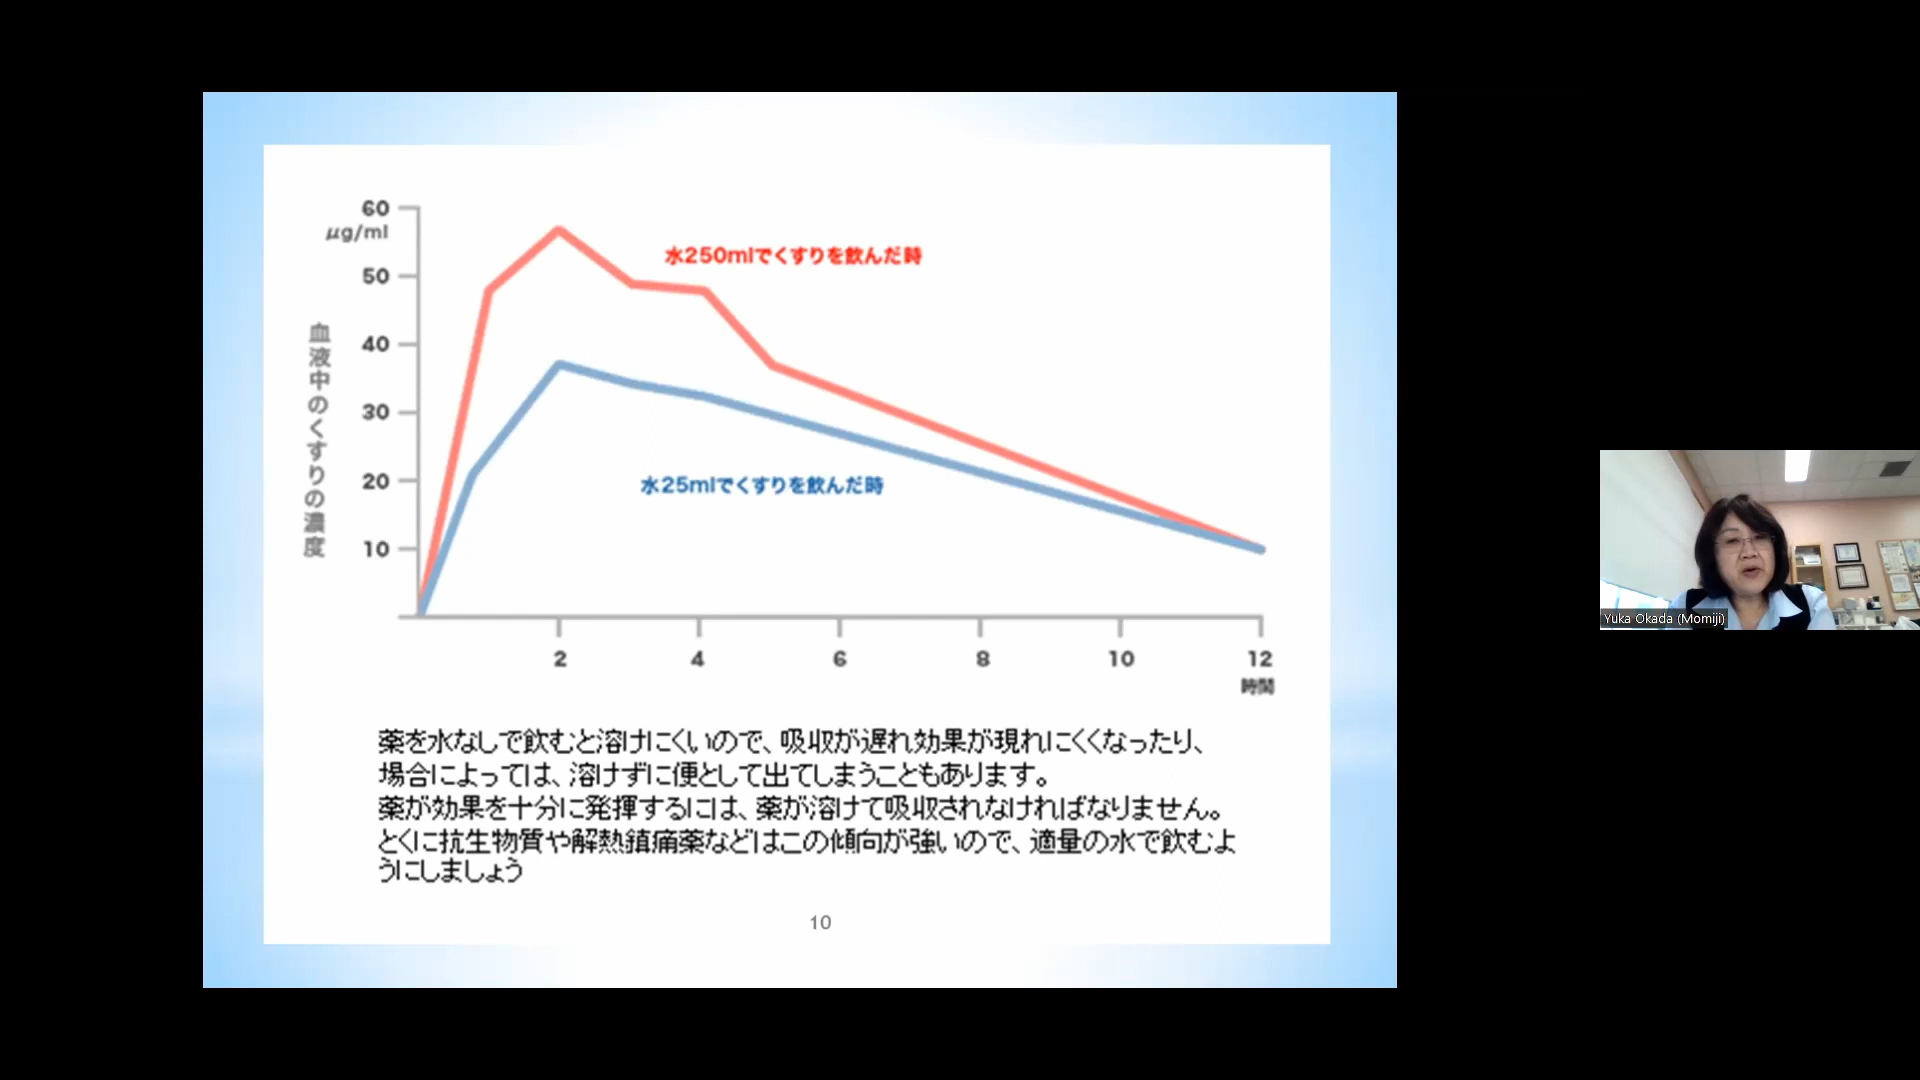 60
μg/ml
50
40
30
20
10
血液中のくすりの濃度
水250mlでくすりを飲んだ時
水25mlでくすりを飲んだ時
2 4 6 8 10 12
時間
薬を水なしで飲むと溶けにくいので、吸収が遅れ効果が現れにくくなったり、
場合によっては、溶けずに便として出てしまうこともあります。
薬が効果を十分に発揮するには、薬が溶けて吸収されなければなりません。
とくに抗生物質や解熱鎮痛薬などはこの傾向が強いので、適量の水で飲むよ
うにしましょう
10
Yuka Okada (Momiji)